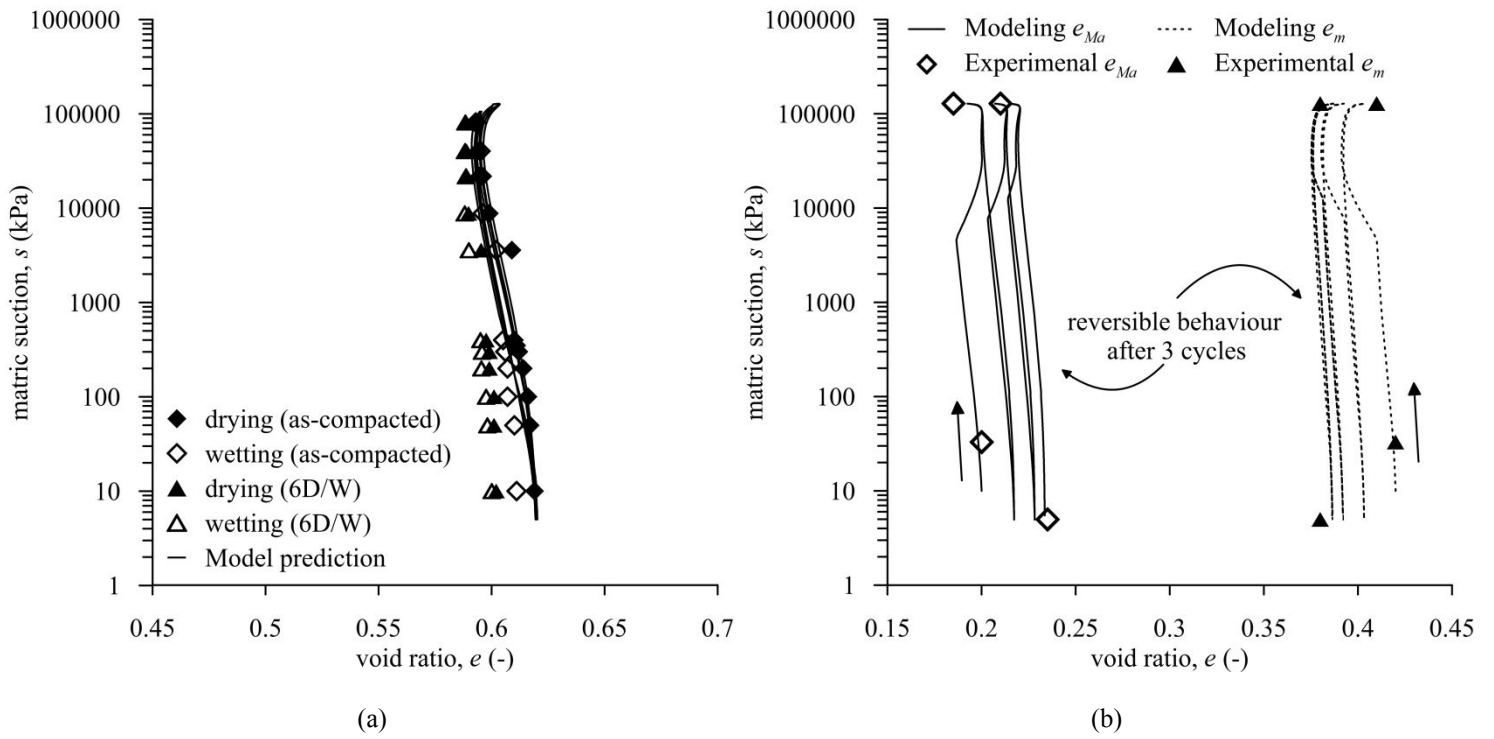 1000000
100000
10000
1000
100
10
1
matric suction, s (kPa)
drying (as-compacted)
wetting (as-compacted)
drying (6D/W)
wetting (6D/W)
Model prediction
0.45 0.5 0.55 0.6 0.65 0.7
void ratio, e (-)
(a)
1000000
100000
10000
1000
100
10
1
matric suction, s (kPa)
Modeling eMa Modeling em
Experimenal eMa Experimental em
reversible behaviour
after 3 cycles
0.15 0.2 0.25 0.3 0.35 0.4 0.45
void ratio, e (-)
(b)